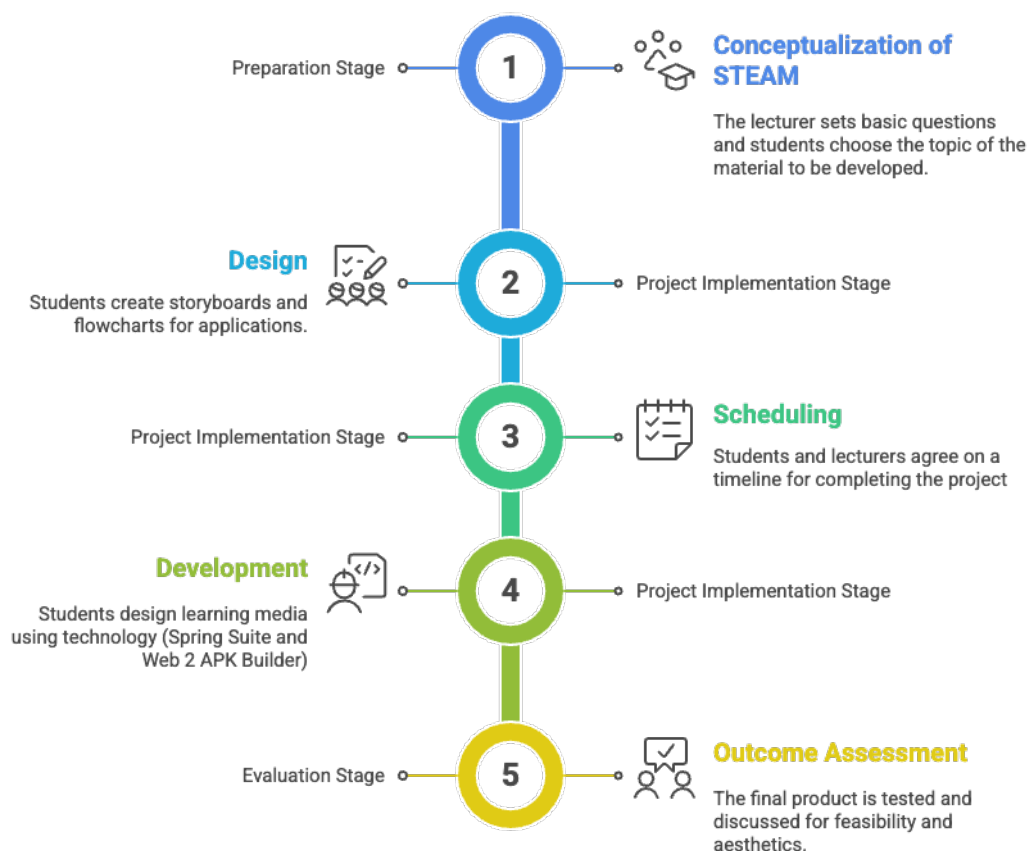 Preparation Stage
1
Conceptualization of
STEAM
The lecturer sets basic questions
and students choose the topic of the
material to be developed.
Design
Students create storyboards and
flowcharts for applications.
2
Project Implementation Stage
Project Implementation Stage
3
Scheduling
Students and lecturers agree on a
timeline for completing the project
Development
Students design learning media
using technology (Spring Suite and
Web 2 APK Builder)
4
Project Implementation Stage
Evaluation Stage
5
Outcome Assessment
The final product is tested and
discussed for feasibility and
aesthetics.